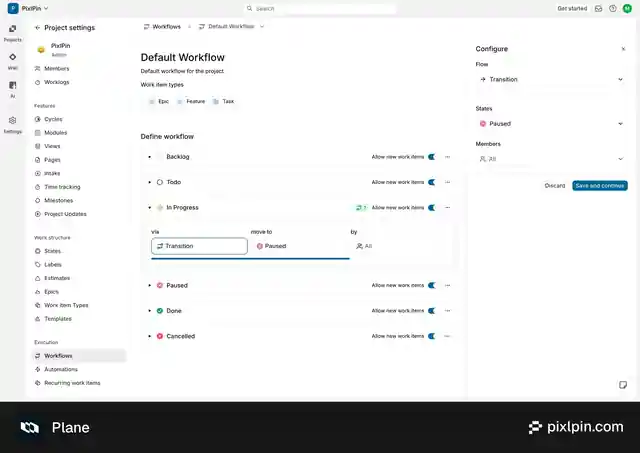 P PixlPin
Search
Get started
M
Projects
Wiki
AI
Settings
Project settings
PixlPin
Admin
Members
Worklogs
Features
Cycles
Modules
Views
Pages
Intake
Time tracking
Milestones
Project Updates
Work structure
States
Labels
Estimates
Epics
Work Item Types
Templates
Execution
Workflows
Automations
Recurring work items
Workflows
Default Workflow
Default Workflow
Default workflow for the project
Work item types
Epic Feature Task
Define workflow
Backlog Allow new work items
Todo Allow new work items
In Progress 1 Allow new work items
via move to by
Transition Paused All
Paused Allow new work items
Done Allow new work items
Cancelled Allow new work items
Configure
Flow
Transition
States
Paused
Members
All
Discard Save and continue
Plane
pixlpin.com